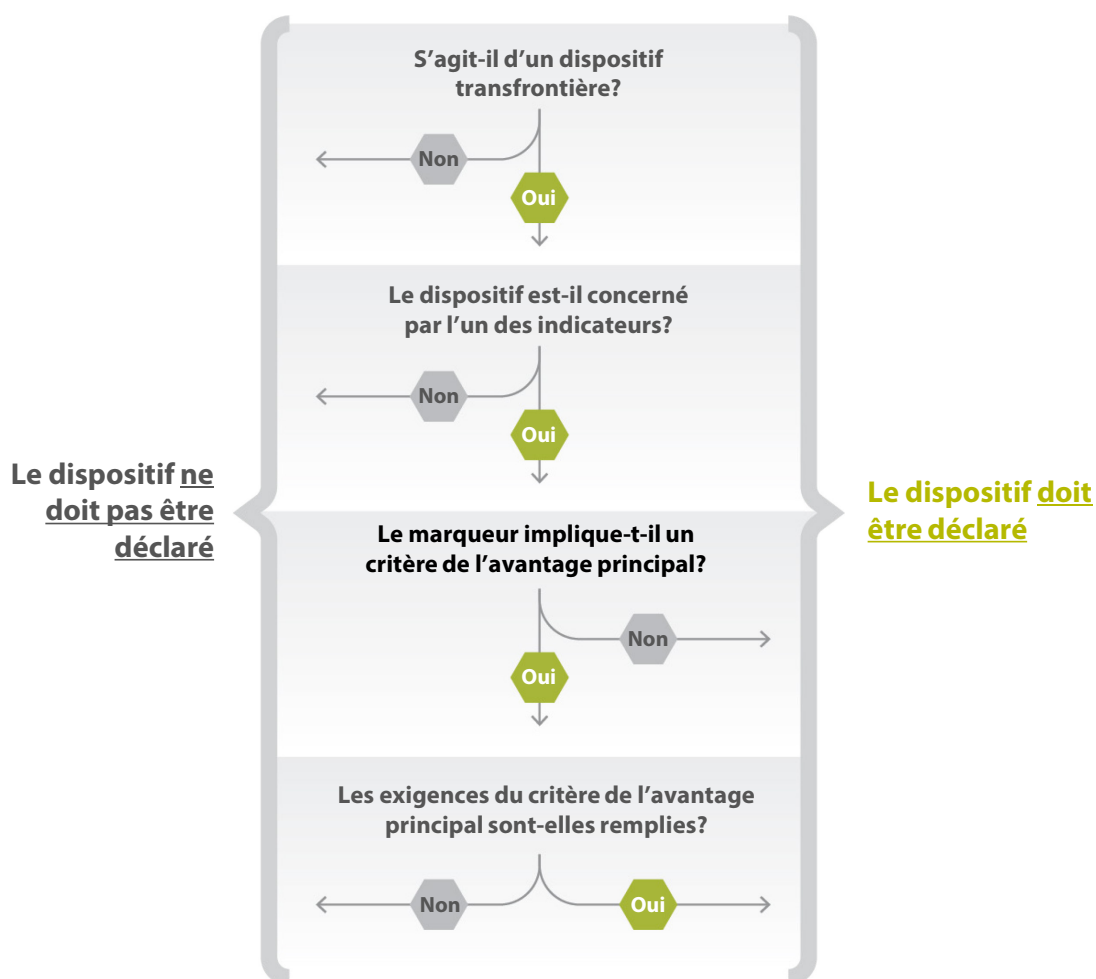 S’agit-il d’un dispositif
transfrontière?
Non
Oui
Le dispositif est-il concerné
par l’un des indicateurs?
Non
Oui
Le dispositif ne
doit pas être
déclaré
Le dispositif doit
être déclaré
Le marqueur implique-t-il un
critère de l’avantage principal?
Non
Oui
Les exigences du critère de l’avantage
principal sont-elles remplies?
Non
Oui